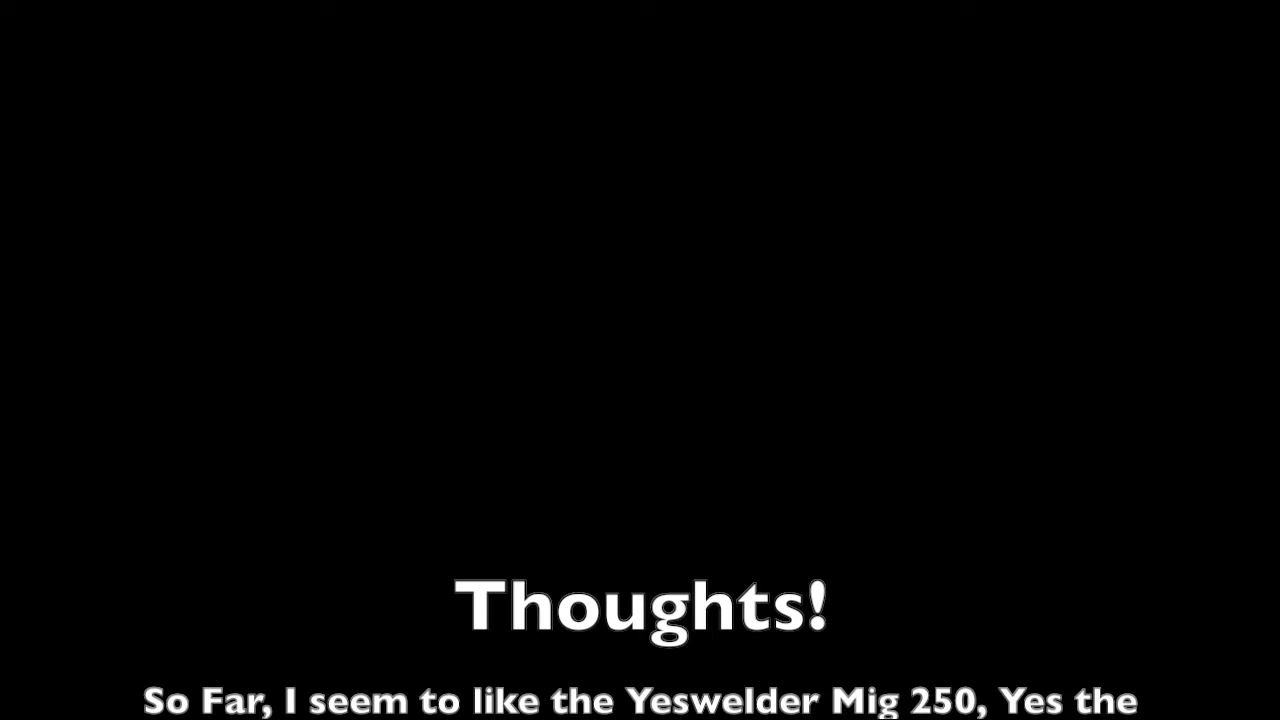 Thoughts!
So Far, I seem to like the Yeswelder Mig 250, Yes the